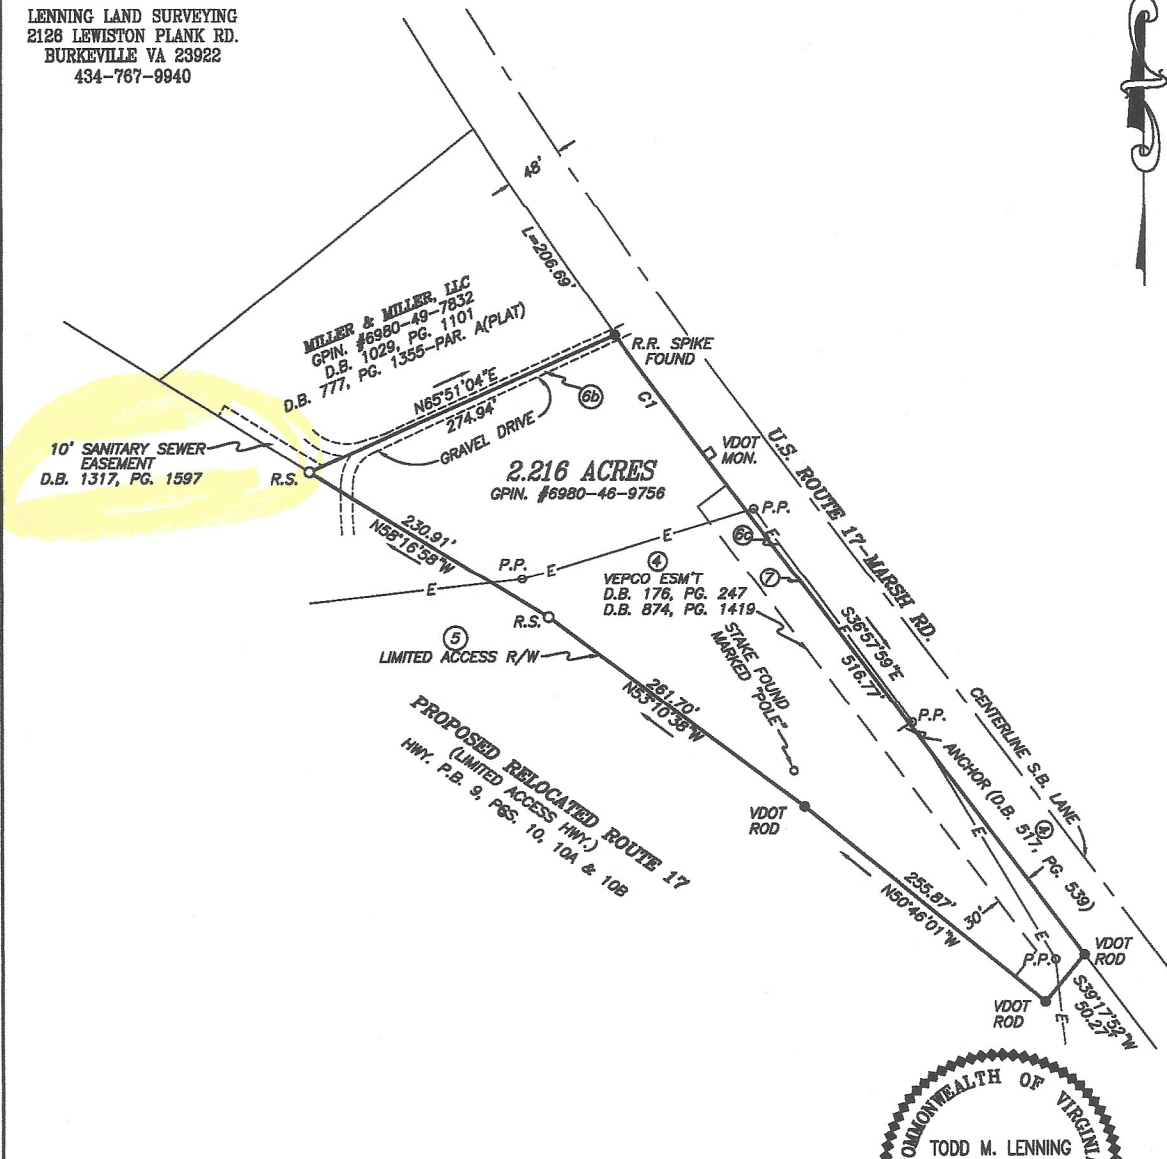 LENNING LAND SURVEYING
2126 LEWISTON PLANK RD.
BURKEVILLE VA 23922
434-767-9940
48'
L=206.69'
MILLER & MILLER, LLC
GPIN. #6980-49-7832
D.B. 1029, PG. 1101
D.B. 777, PG. 1355-PAR. A(PLAT)
R.R. SPIKE
FOUND
N65°51'04"E
274.94'
6b
C1
GRAVEL DRIVE
10' SANITARY SEWER
EASEMENT
D.B. 1317, PG. 1597
R.S.
2.216 ACRES
GPIN. #6980-46-9756
VDOT
MON.
U.S. ROUTE 17-MARSH RD.
P.P.
230.91'
N58°16'58"W
E
E
E
P.P.
E
6c
4
7
VEPCO ESM'T
D.B. 176, PG. 247
D.B. 874, PG. 1419
R.S.
5
LIMITED ACCESS R/W
S36°57'59"E
E
516.77'
STAKE FOUND
MARKED "POLE"
261.70'
N53°10'38"W
P.P.
CENTERLINE S.B. LANE
ANCHOR (D.B. 517, PG. 539)
4
PROPOSED RELOCATED ROUTE 17
(LIMITED ACCESS HWY.)
HWY. P.B. 9, PGS. 10, 10A & 10B
VDOT
ROD
E
255.87'
N50°46'01"W
30'
E
P.P.
VDOT
ROD
VDOT
ROD
E
S39°17'52"W
50.27'
OMMONWEALTH OF VIRGINIA
TODD M. LENNING